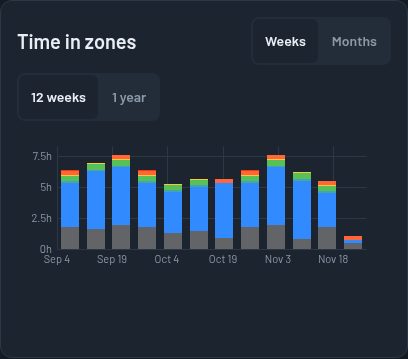 Time in zones
Weeks Months
12 weeks 1 year
7.5h
5h
2.5h
0h
Sep 4 Sep 19 Oct 4 Oct 19 Nov 3 Nov 18